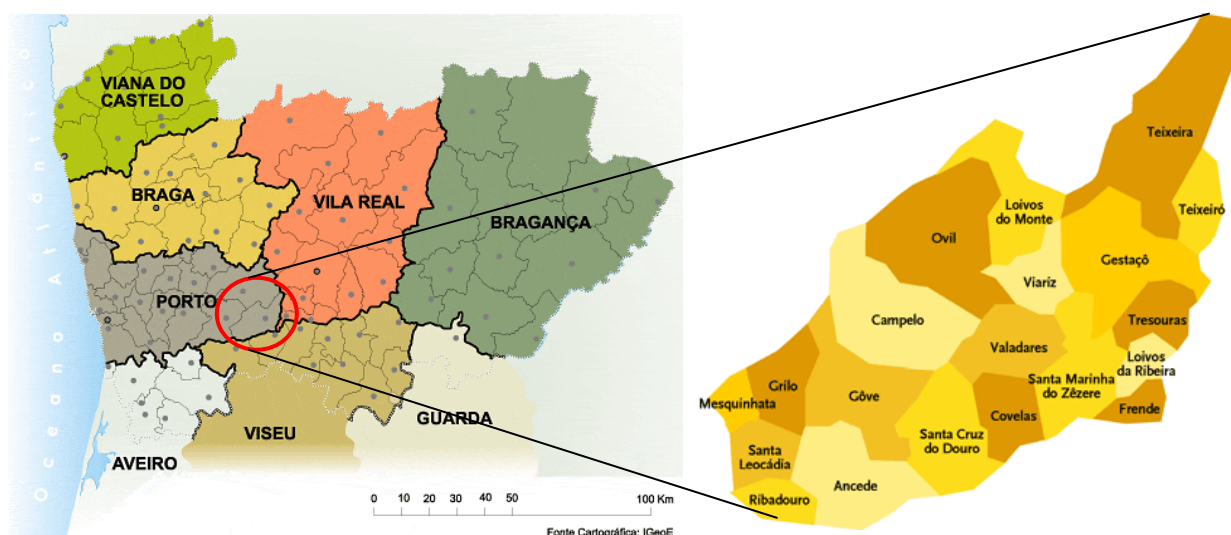 Oceano Atlântico
VIANA DO
CASTELO
BRAGA
VILA REAL
BRAGANÇA
PORTO
AVEIRO
VISEU
GUARDA
0 10 20 30 40 50 100 Km
Fonte Cartográfica: IGeoE
Teixeira
Teixeiró
Loivos
do Monte
Ovil
Gestaçô
Viariz
Campelo
Tresouras
Valadares
Loivos
da Ribeira
Santa Marinha
do Zêzere
Grilo
Mesquinhata
Gôve
Covelas
Frende
Santa Cruz
do Douro
Santa
Leocádia
Ancede
Ribadouro